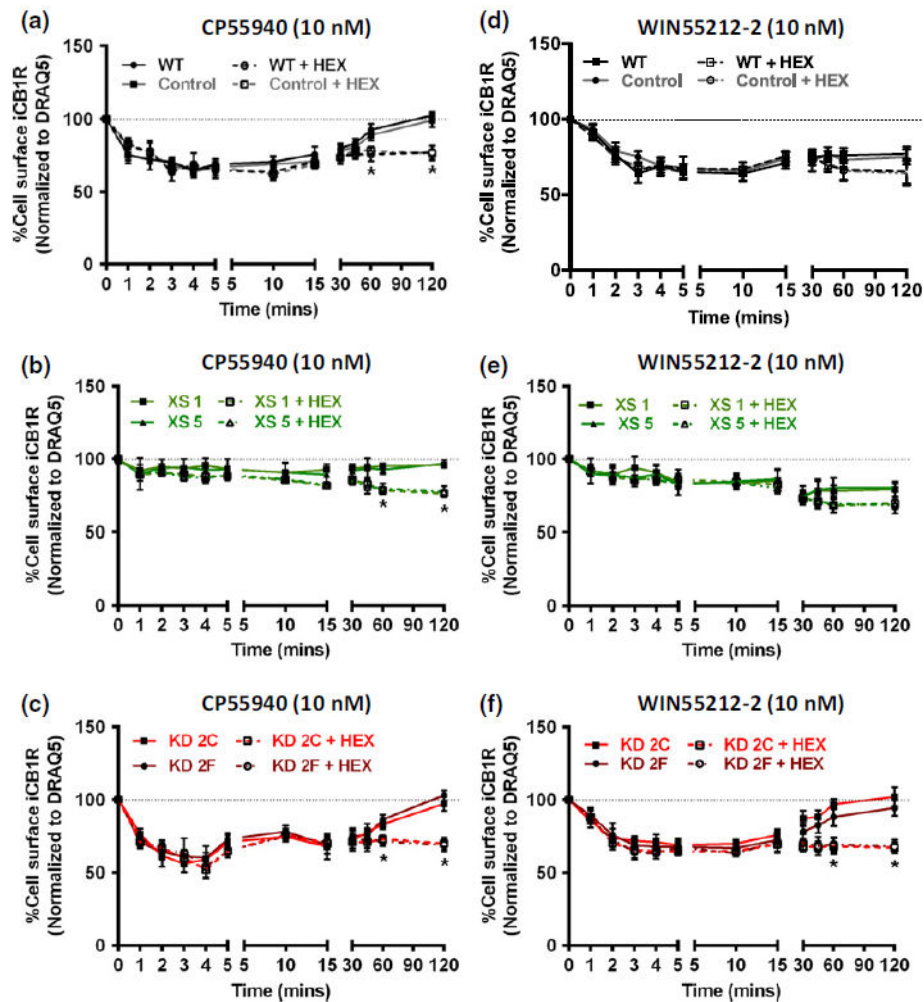 (a)
CP55940 (10 nM)
WT
WT + HEX
Control
Control + HEX
150
100
50
0
%Cell surface iCB1R
(Normalized to DRAQ5)
0 1 2 3 4 5 5 10 15 30 60 90 120
Time (mins)
*
*
(d)
WIN55212-2 (10 nM)
WT
WT + HEX
Control
Control + HEX
150
100
50
0
%Cell surface iCB1R
(Normalized to DRAQ5)
0 1 2 3 4 5 5 10 15 30 60 90 120
Time (mins)
(b)
CP55940 (10 nM)
XS 1
XS 1 + HEX
XS 5
XS 5 + HEX
150
100
50
0
%Cell surface iCB1R
(Normalized to DRAQ5)
0 1 2 3 4 5 5 10 15 30 60 90 120
Time (mins)
*
*
(e)
WIN55212-2 (10 nM)
XS 1
XS 1 + HEX
XS 5
XS 5 + HEX
150
100
50
0
%Cell surface iCB1R
(Normalized to DRAQ5)
0 1 2 3 4 5 5 10 15 30 60 90 120
Time (mins)
(c)
CP55940 (10 nM)
KD 2C
KD 2C + HEX
KD 2F
KD 2F + HEX
150
100
50
0
%Cell surface iCB1R
(Normalized to DRAQ5)
0 1 2 3 4 5 5 10 15 30 60 90 120
Time (mins)
*
*
(f)
WIN55212-2 (10 nM)
KD 2C
KD 2C + HEX
KD 2F
KD 2F + HEX
150
100
50
0
%Cell surface iCB1R
(Normalized to DRAQ5)
0 1 2 3 4 5 5 10 15 30 60 90 120
Time (mins)
*
*